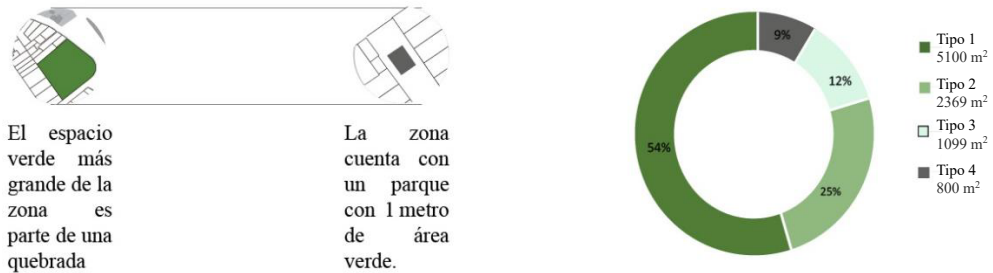 El espacio
verde más
grande de la
zona es
parte de una
quebrada
La zona
cuenta con
un parque
con 1 metro
de área
verde.
9%
12%
54%
25%
Tipo 1
5100 m²
Tipo 2
2369 m²
Tipo 3
1099 m²
Tipo 4
800 m²